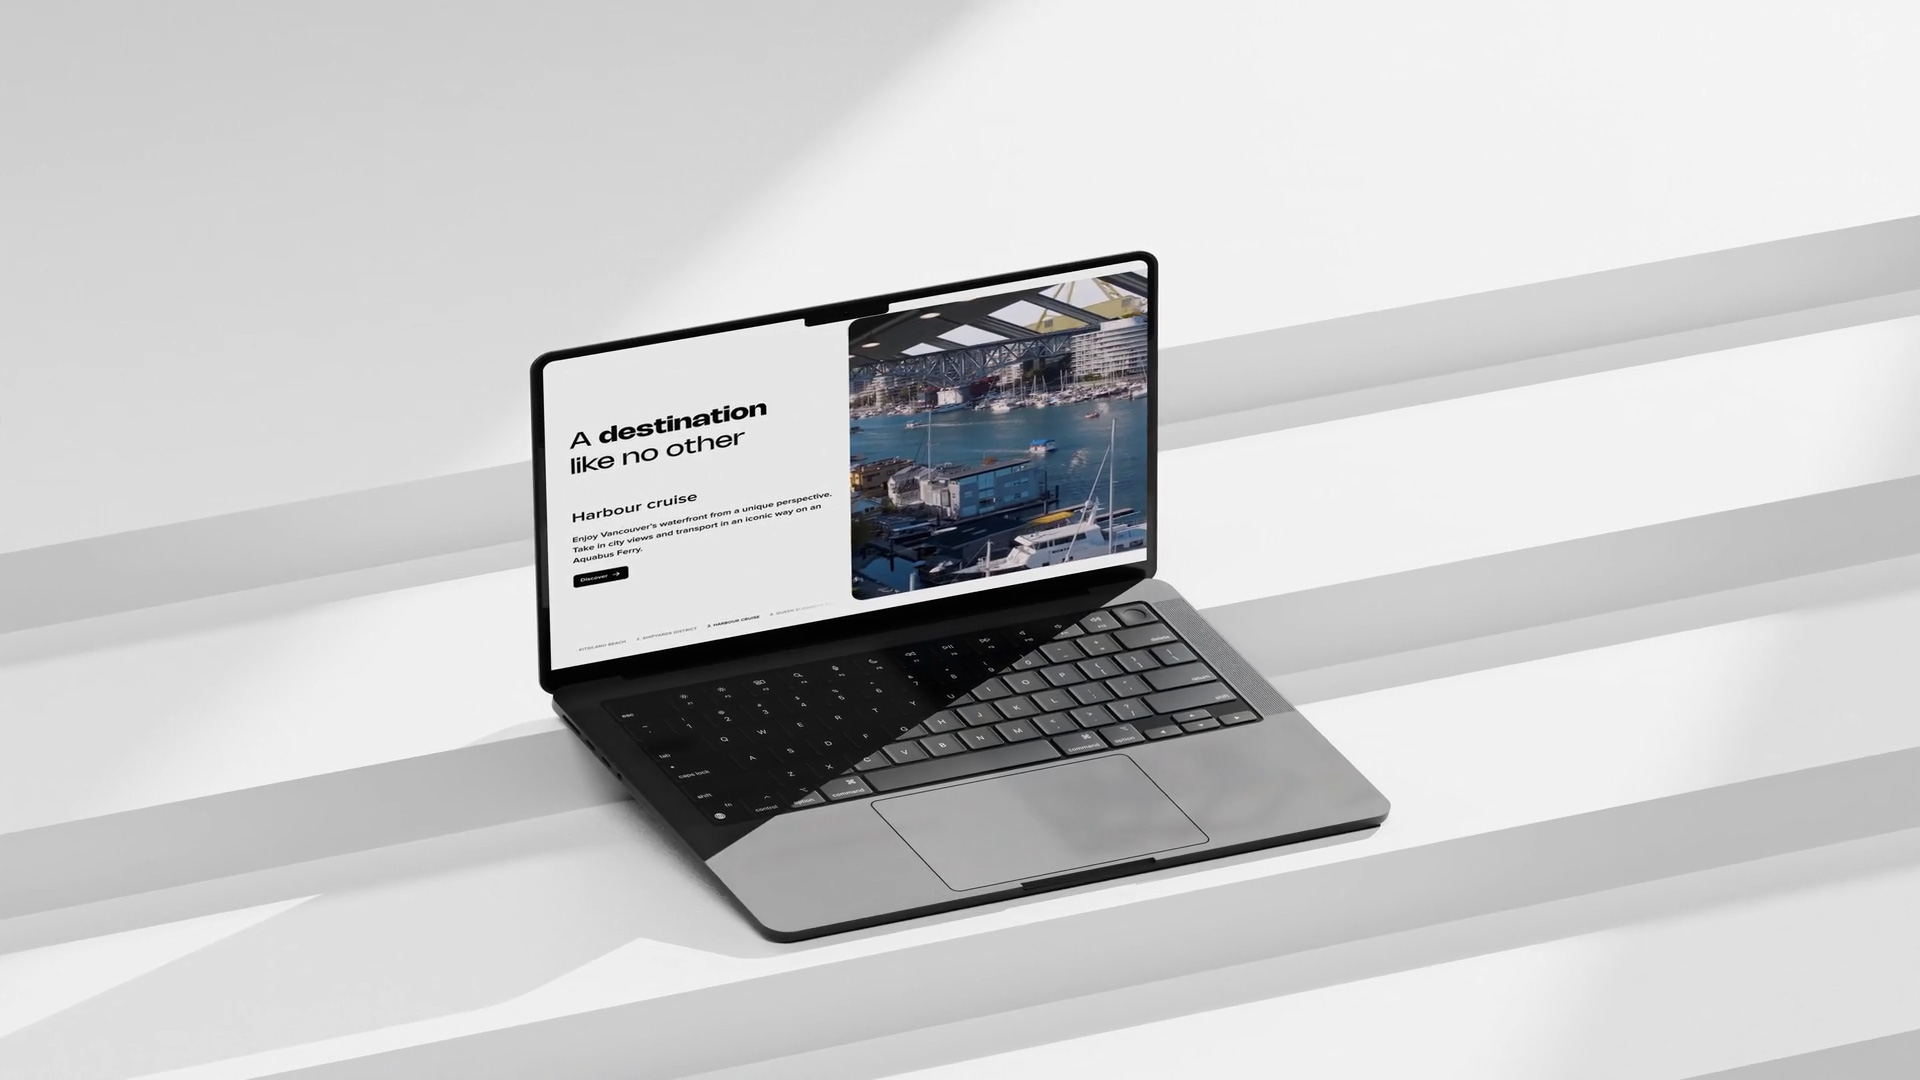 A destination
like no other
Harbour cruise
Enjoy Vancouver's waterfront from a unique perspective.
Take in city views and transport in an iconic way on an
Aquabus Ferry.
Discover →
KITSILANO BEACH 2. SHIPYARDS DISTRICT 3. HARBOUR CRUISE 4. QUEEN ELIZABETH
esc
delete
tab
return
caps lock
shift
shift
fn control option command
command option